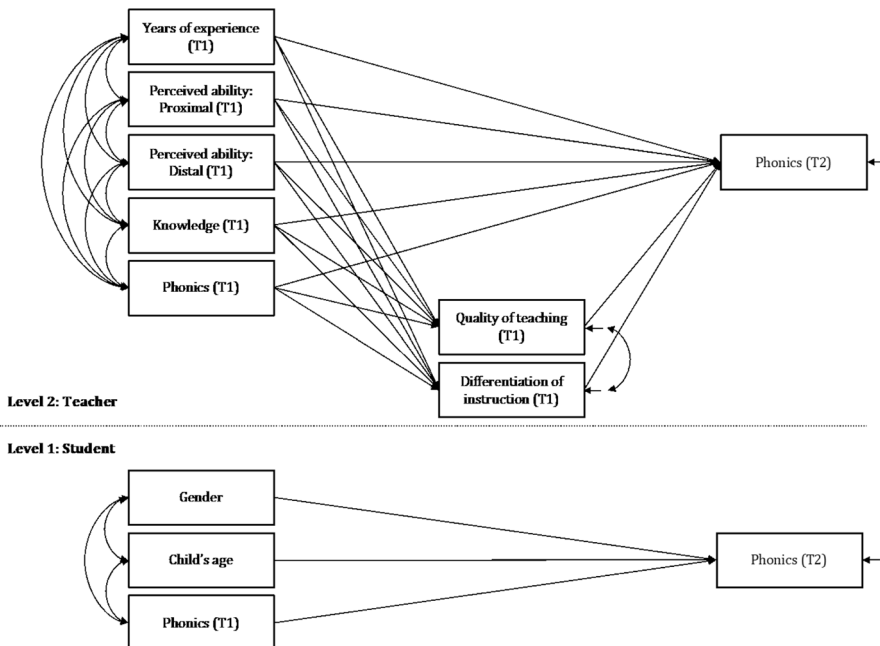 Years of experience
(T1)
Perceived ability:
Proximal (T1)
Perceived ability:
Distal (T1)
Phonics (T2)
Knowledge (T1)
Phonics (T1)
Quality of teaching
(T1)
Differentiation of
instruction (T1)
Level 2: Teacher
Level 1: Student
Gender
Child's age
Phonics (T2)
Phonics (T1)